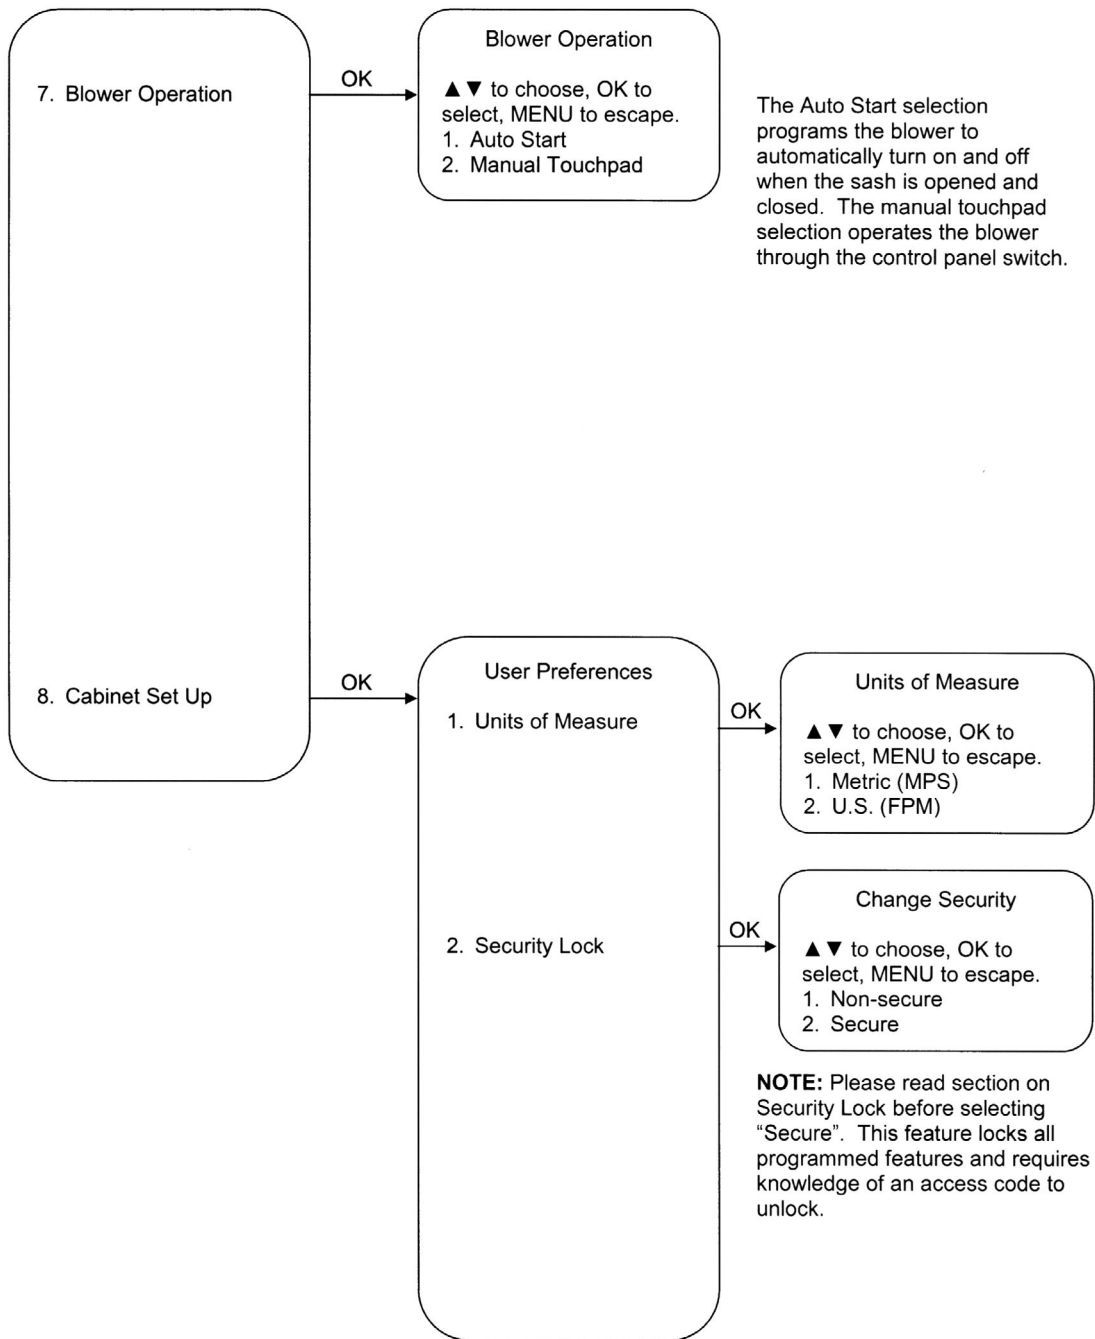 7. Blower Operation
OK
Blower Operation
▲▼ to choose, OK to
select, MENU to escape.
1. Auto Start
2. Manual Touchpad
The Auto Start selection
programs the blower to
automatically turn on and off
when the sash is opened and
closed. The manual touchpad
selection operates the blower
through the control panel switch.
8. Cabinet Set Up
OK
User Preferences
1. Units of Measure
OK
Units of Measure
▲▼ to choose, OK to
select, MENU to escape.
1. Metric (MPS)
2. U.S. (FPM)
2. Security Lock
OK
Change Security
▲▼ to choose, OK to
select, MENU to escape.
1. Non-secure
2. Secure
NOTE: Please read section on
Security Lock before selecting
“Secure”. This feature locks all
programmed features and requires
knowledge of an access code to
unlock.